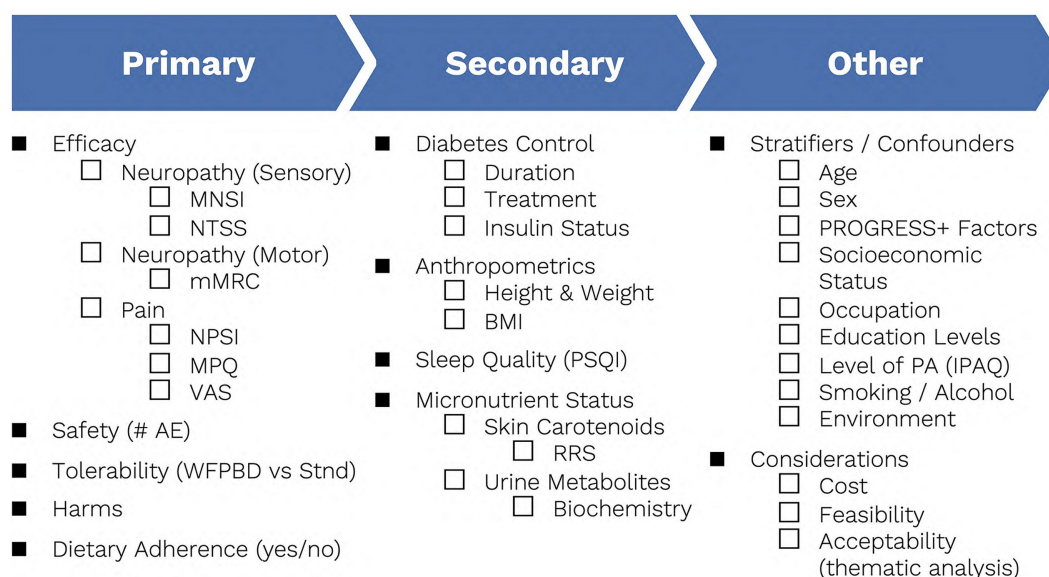 Primary
Secondary
Other
Efficacy
Neuropathy (Sensory)
MNSI
NTSS
Neuropathy (Motor)
mMRC
Pain
NPSI
MPQ
VAS
Safety (# AE)
Tolerability (WFPBD vs Stnd)
Harms
Dietary Adherence (yes/no)
Diabetes Control
Duration
Treatment
Insulin Status
Anthropometrics
Height & Weight
BMI
Sleep Quality (PSQI)
Micronutrient Status
Skin Carotenoids
RRS
Urine Metabolites
Biochemistry
Stratifiers / Confounders
Age
Sex
PROGRESS+ Factors
Socioeconomic
Status
Occupation
Education Levels
Level of PA (IPAQ)
Smoking / Alcohol
Environment
Considerations
Cost
Feasibility
Acceptability
(thematic analysis)